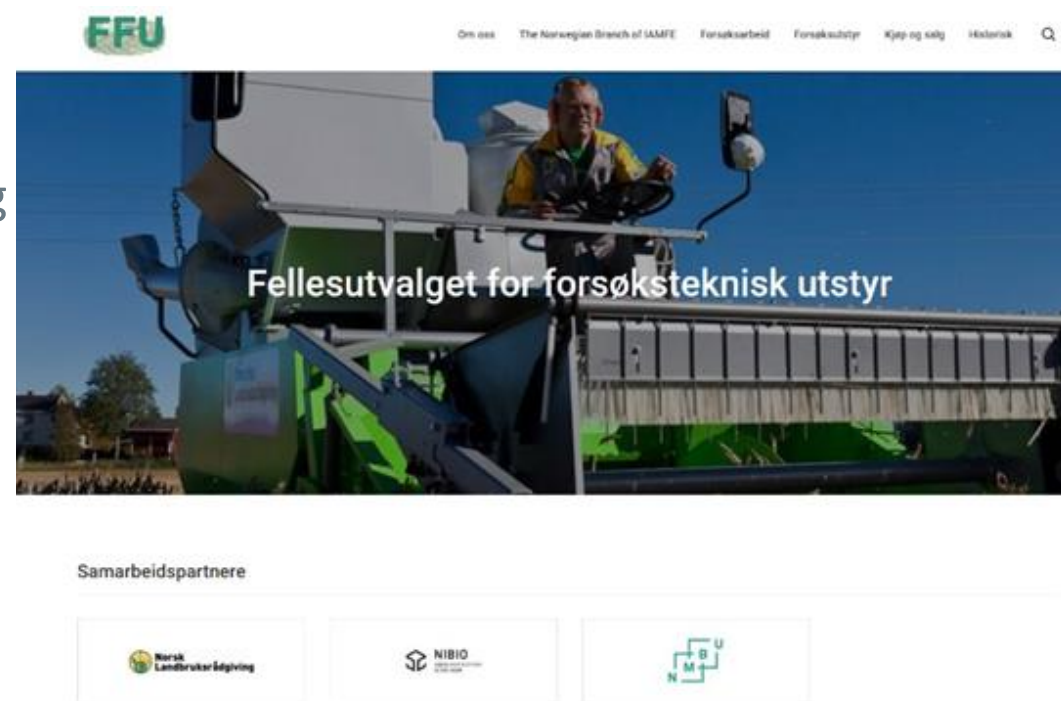 FFU
Om oss The Norwegian Branch of IAMFE Forsøksarbeid Forsøksutstyr Kjøp og salg Historisk
g
Fellesutvalget for forsøksteknisk utstyr
Samarbeidspartnere
Norsk
Landbruksrådgiving
NIBIO
N M B U